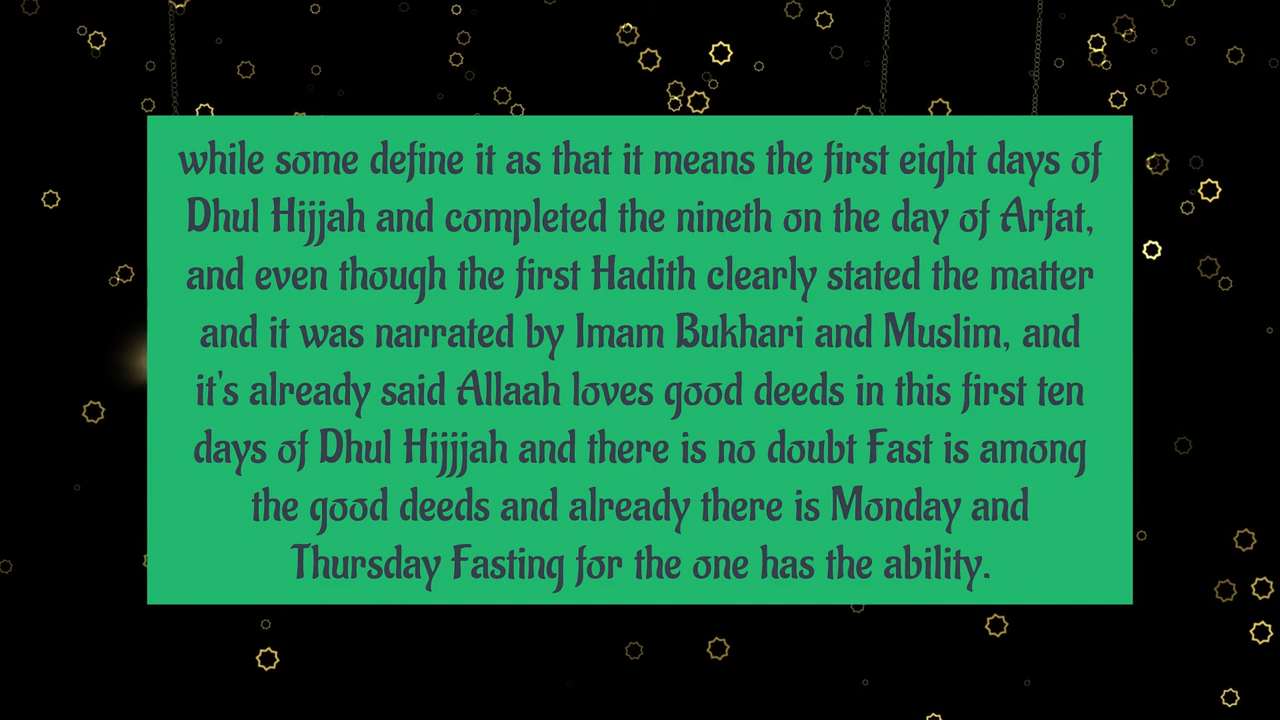 while some define it as that it means the first eight days of
Dhul Hijjah and completed the nineth on the day of Arfat,
and even though the first Hadith clearly stated the matter
and it was narrated by Imam Bukhari and Muslim, and
it's already said Allaah loves good deeds in this first ten
days of Dhul Hijjjah and there is no doubt Fast is among
the good deeds and already there is Monday and
Thursday Fasting for the one has the ability.